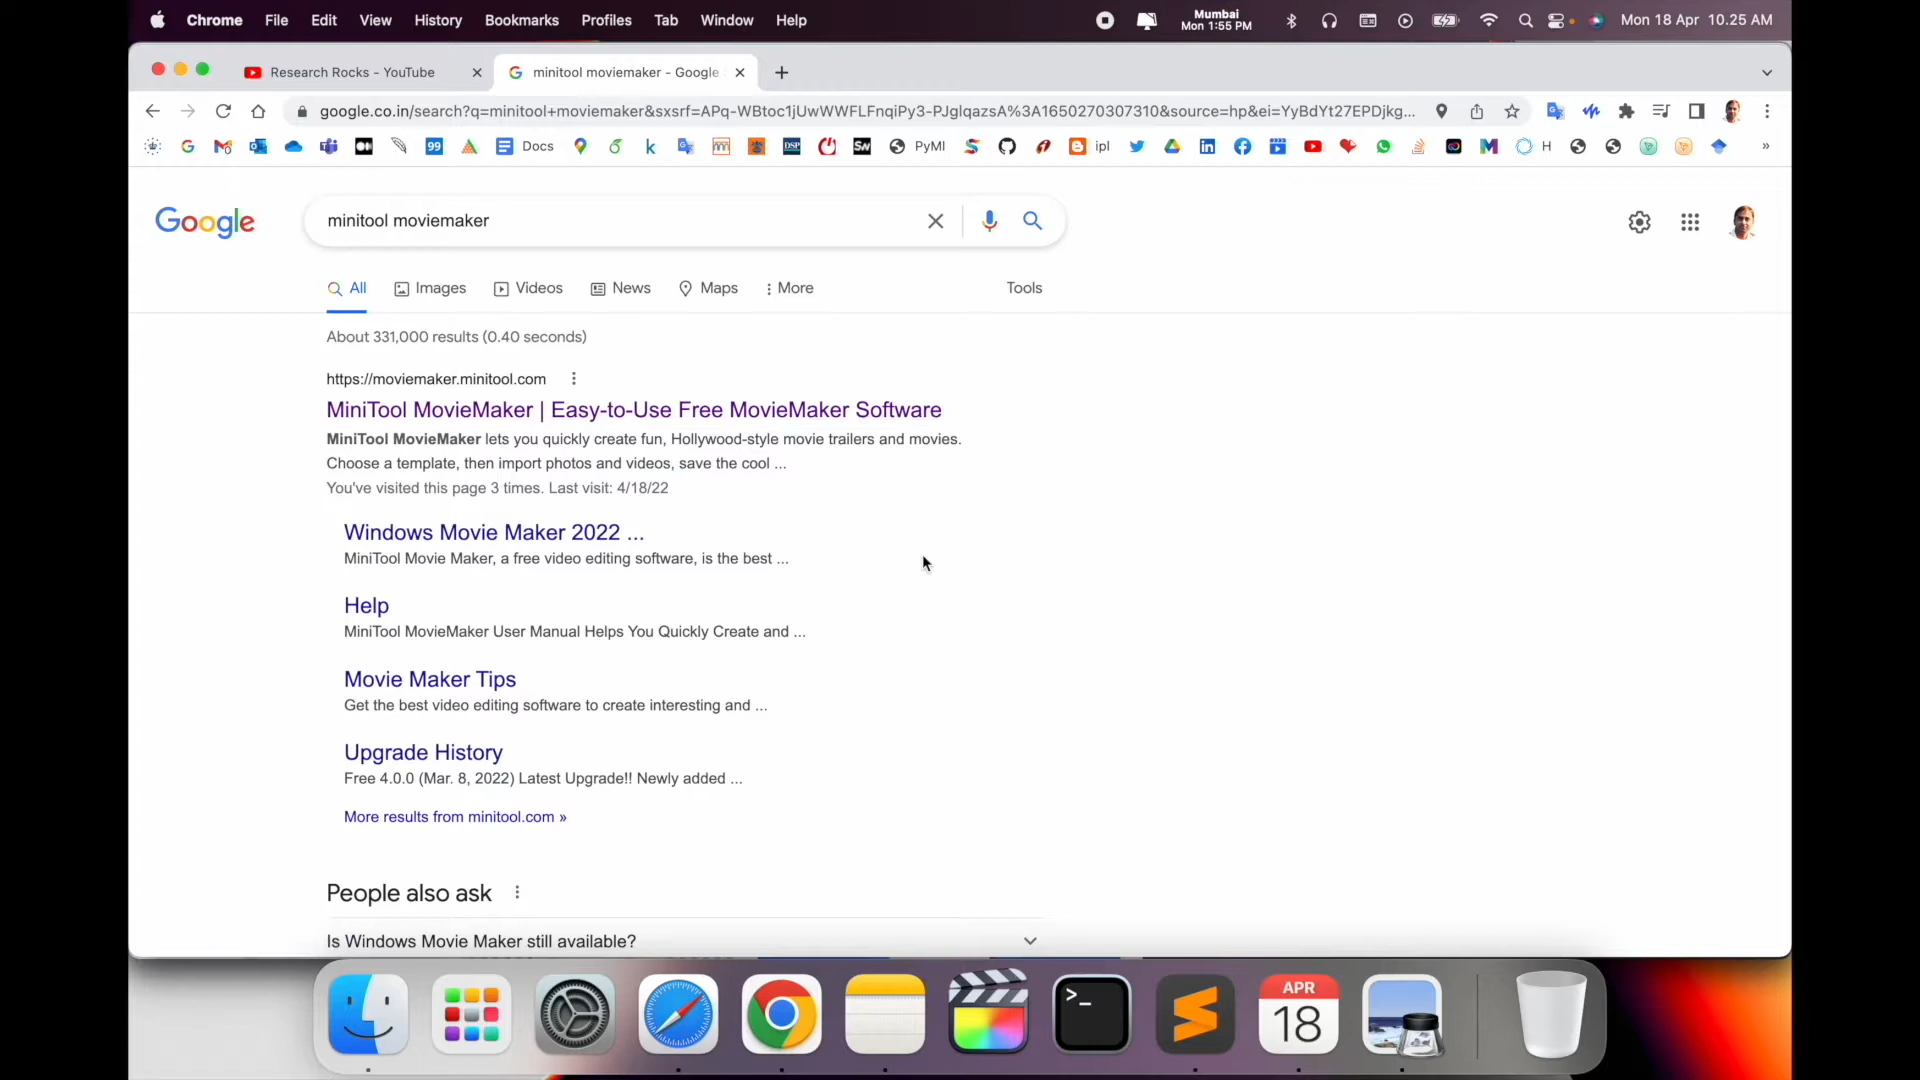 Chrome File Edit View History Bookmarks Profiles Tab Window Help
Mumbai
Mon 1:55 PM
Mon 18 Apr 10.25 AM
Research Rocks - YouTube
minitool moviemaker - Google
google.co.in/search?q=minitool+moviemaker&sxsrf=APq-WBtoc1jUwWWFLFnqiPy3-PJglqazsA%3A1650270307310&source=hp&ei=YyBdYt27EPDjkg...
99 Docs k DSP PyMl ipl H »
Google
minitool moviemaker
All Images Videos News Maps More Tools
About 331,000 results (0.40 seconds)
https://moviemaker.minitool.com
MiniTool MovieMaker | Easy-to-Use Free MovieMaker Software
MiniTool MovieMaker lets you quickly create fun, Hollywood-style movie trailers and movies.
Choose a template, then import photos and videos, save the cool ...
You've visited this page 3 times. Last visit: 4/18/22
Windows Movie Maker 2022 ...
MiniTool Movie Maker, a free video editing software, is the best ...
Help
MiniTool MovieMaker User Manual Helps You Quickly Create and ...
Movie Maker Tips
Get the best video editing software to create interesting and ...
Upgrade History
Free 4.0.0 (Mar. 8, 2022) Latest Upgrade!! Newly added ...
More results from minitool.com »
People also ask
Is Windows Movie Maker still available?
>_
APR
18